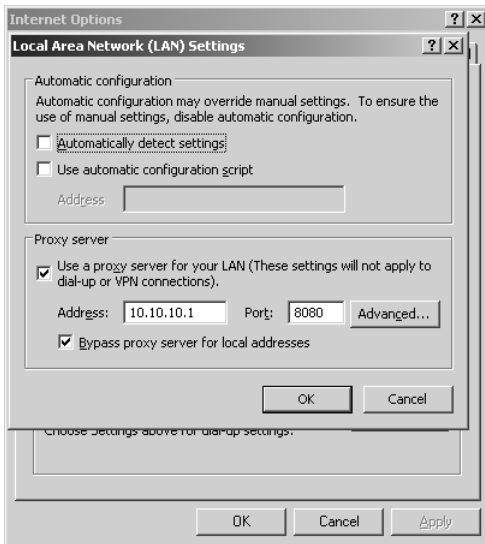 Internet Options
Local Area Network (LAN) Settings
Automatic configuration
Automatic configuration may override manual settings. To ensure the
use of manual settings, disable automatic configuration.
Automatically detect settings
Use automatic configuration script
Address
Proxy server
Use a proxy server for your LAN (These settings will not apply to
dial-up or VPN connections).
Address: 10.10.10.1 Port: 8080 Advanced...
Bypass proxy server for local addresses
OK Cancel
Choose Settings above for dial-up settings.
OK Cancel Apply